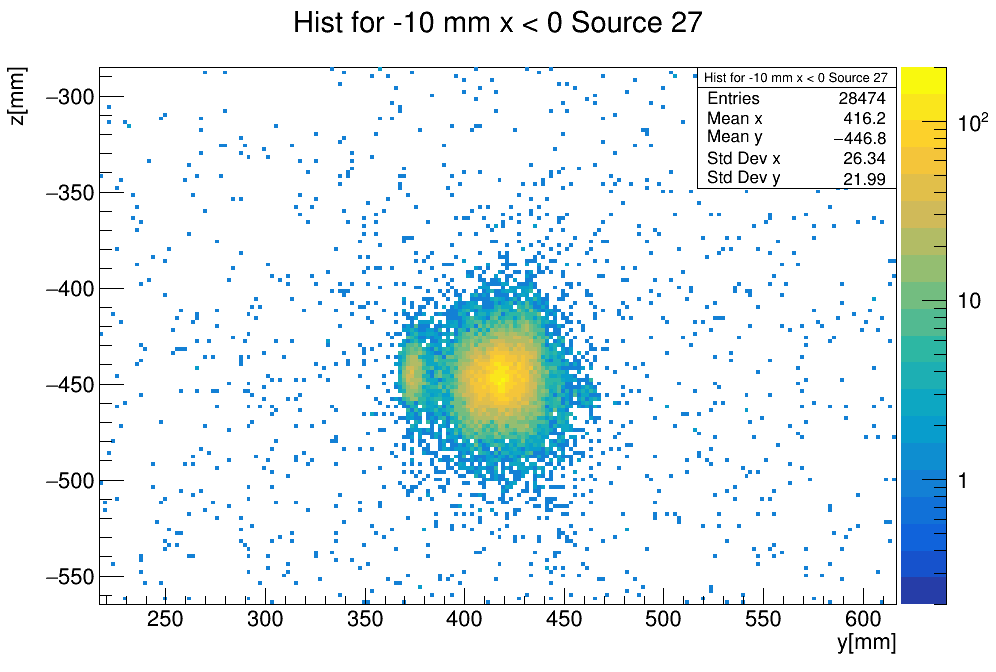 Hist for -10 mm x < 0 Source 27
z[mm]
−300
−350
−400
−450
−500
−550
250 300 350 400 450 500 550 600
y[mm]
Hist for -10 mm x < 0 Source 27
Entries 28474
Mean x 416.2
Mean y −446.8
Std Dev x 26.34
Std Dev y 21.99
10²
10
1